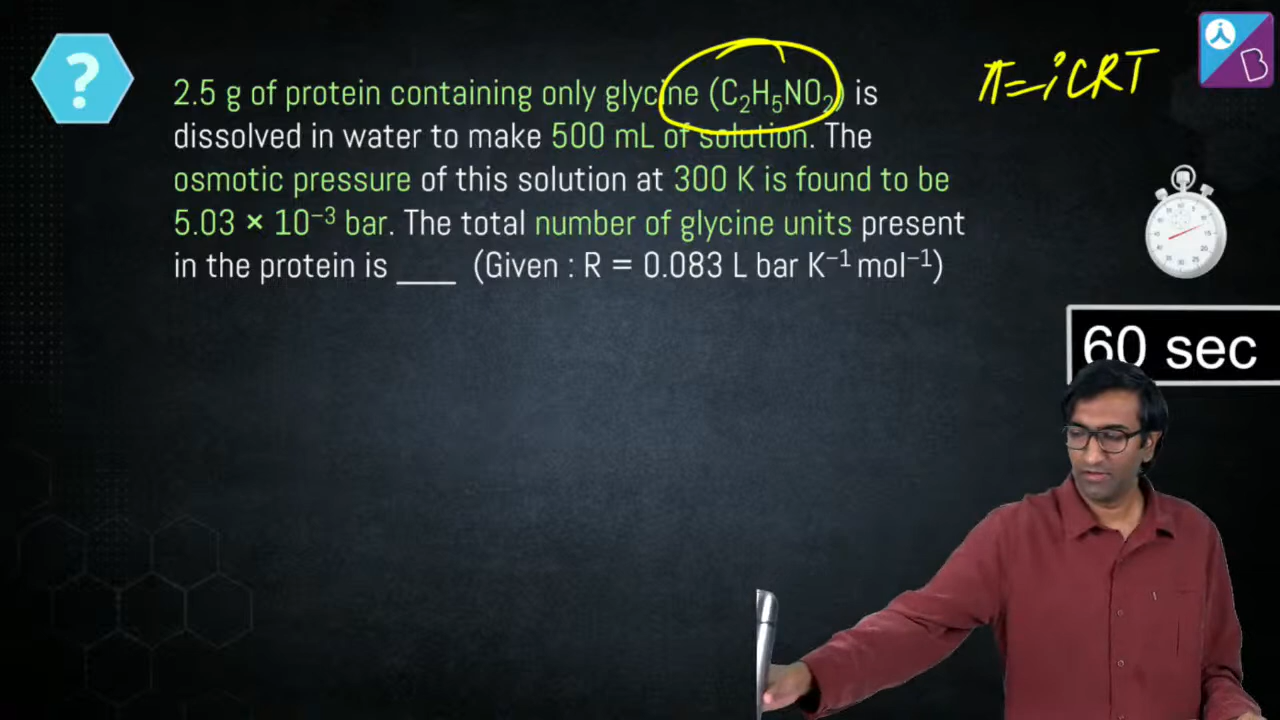 2.5 g of protein containing only glycine (C₂H₅NO₂) is
dissolved in water to make 500 mL of solution. The
osmotic pressure of this solution at 300 K is found to be
5.03 × 10⁻³ bar. The total number of glycine units present
in the protein is ____ (Given : R = 0.083 L bar K⁻¹ mol⁻¹)
π = iCRT
B
?
60 sec